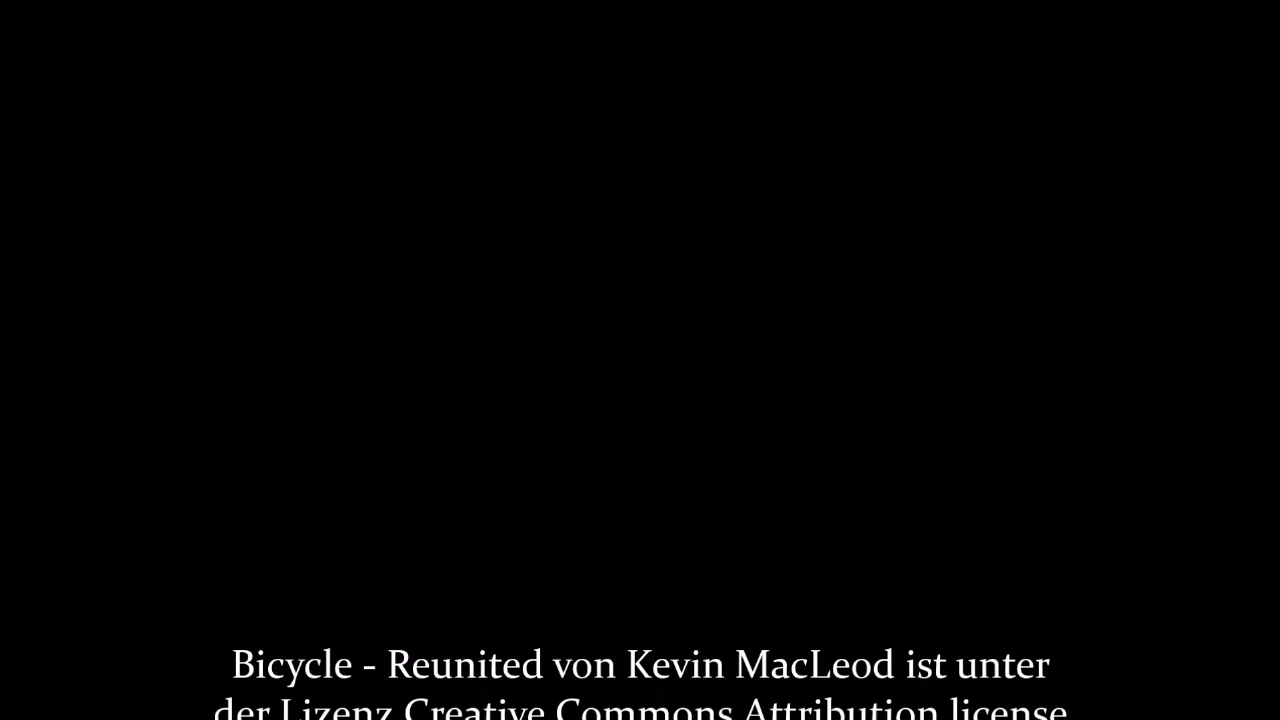 Bicycle - Reunited von Kevin MacLeod ist unter
der Lizenz Creative Commons Attribution license